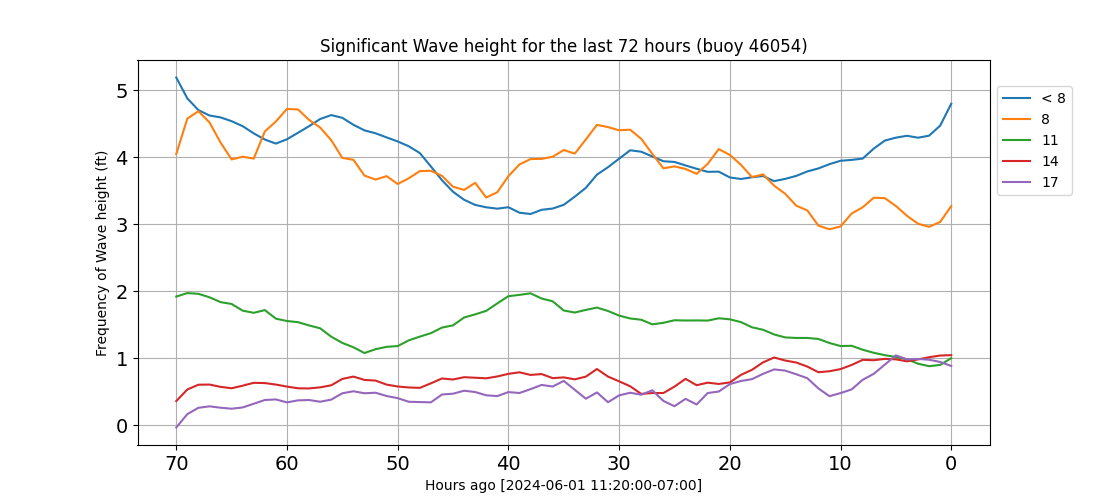 Significant Wave height for the last 72 hours (buoy 46054)
Frequency of Wave height (ft)
5
4
3
2
1
0
70 60 50 40 30 20 10 0
Hours ago [2024-06-01 11:20:00-07:00]
< 8
8
11
14
17